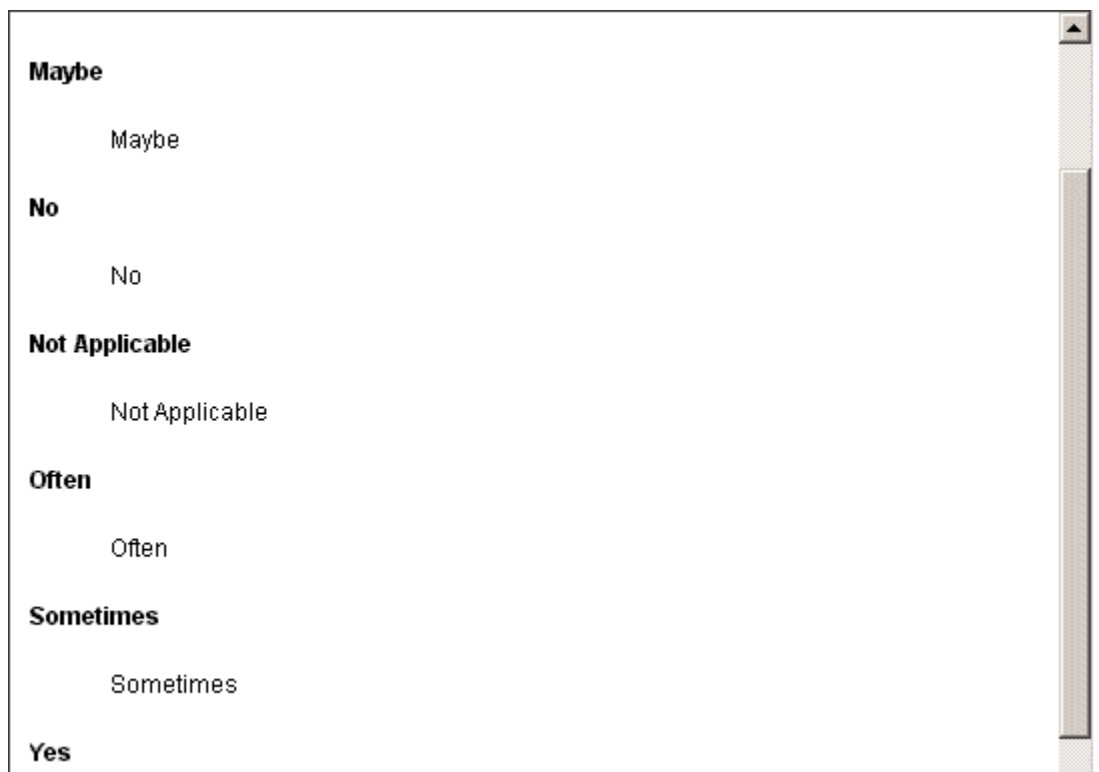 Maybe
Maybe
No
No
Not Applicable
Not Applicable
Often
Often
Sometimes
Sometimes
Yes